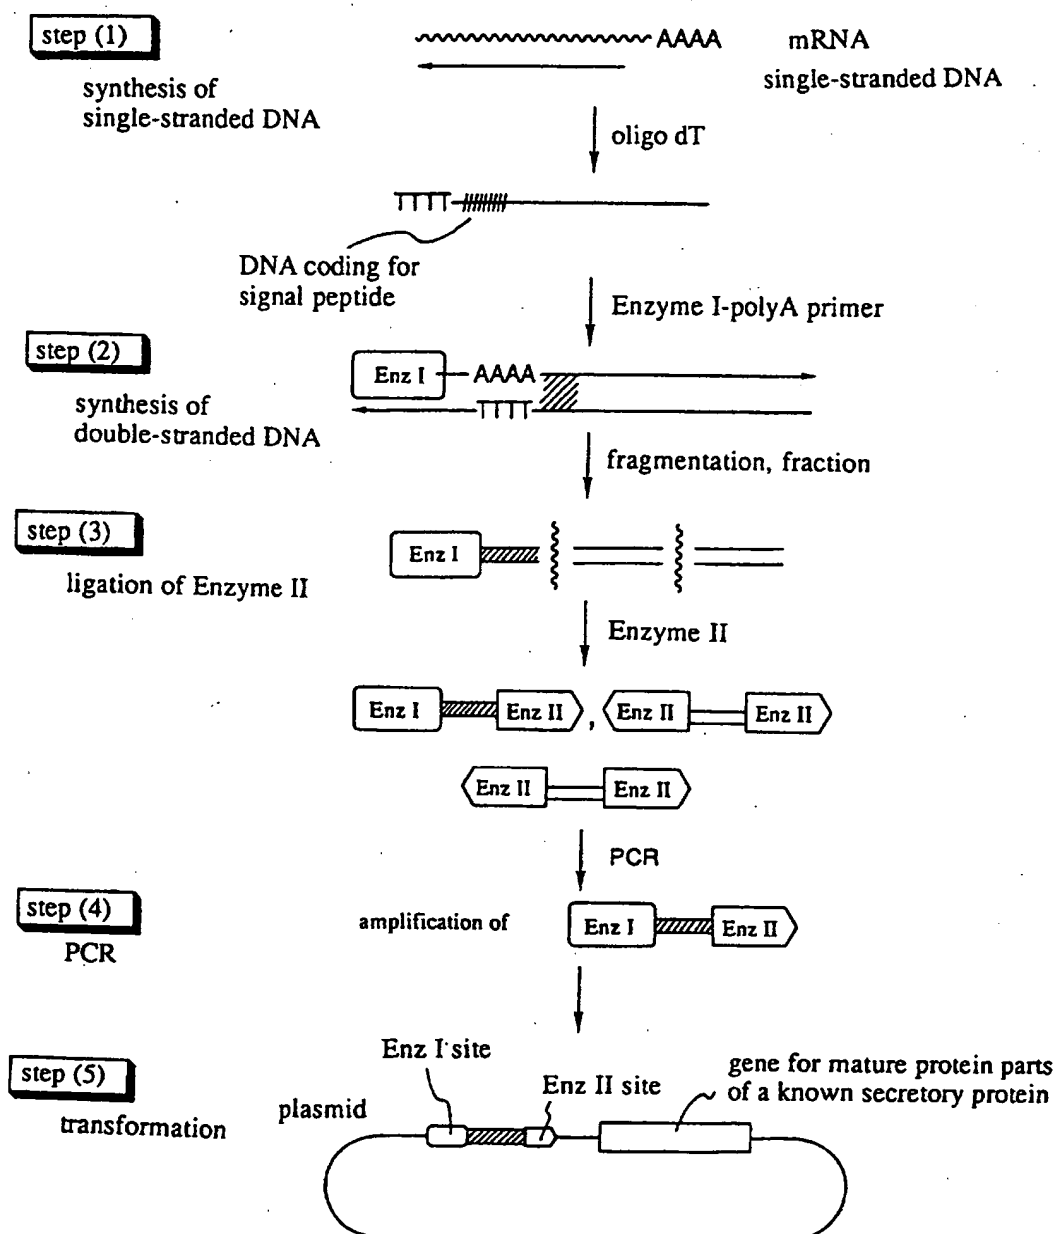 step (1)
AAAA mRNA
single-stranded DNA
synthesis of
single-stranded DNA
oligo dT
TTTT
DNA coding for
signal peptide
Enzyme I-polyA primer
step (2)
Enz I AAAA
TTTT
synthesis of
double-stranded DNA
fragmentation, fraction
step (3)
Enz I
ligation of Enzyme II
Enzyme II
Enz I Enz II , Enz II Enz II
Enz II Enz II
PCR
step (4)
amplification of Enz I Enz II
PCR
Enz I site
step (5)
Enz II site
gene for mature protein parts
of a known secretory protein
plasmid
transformation